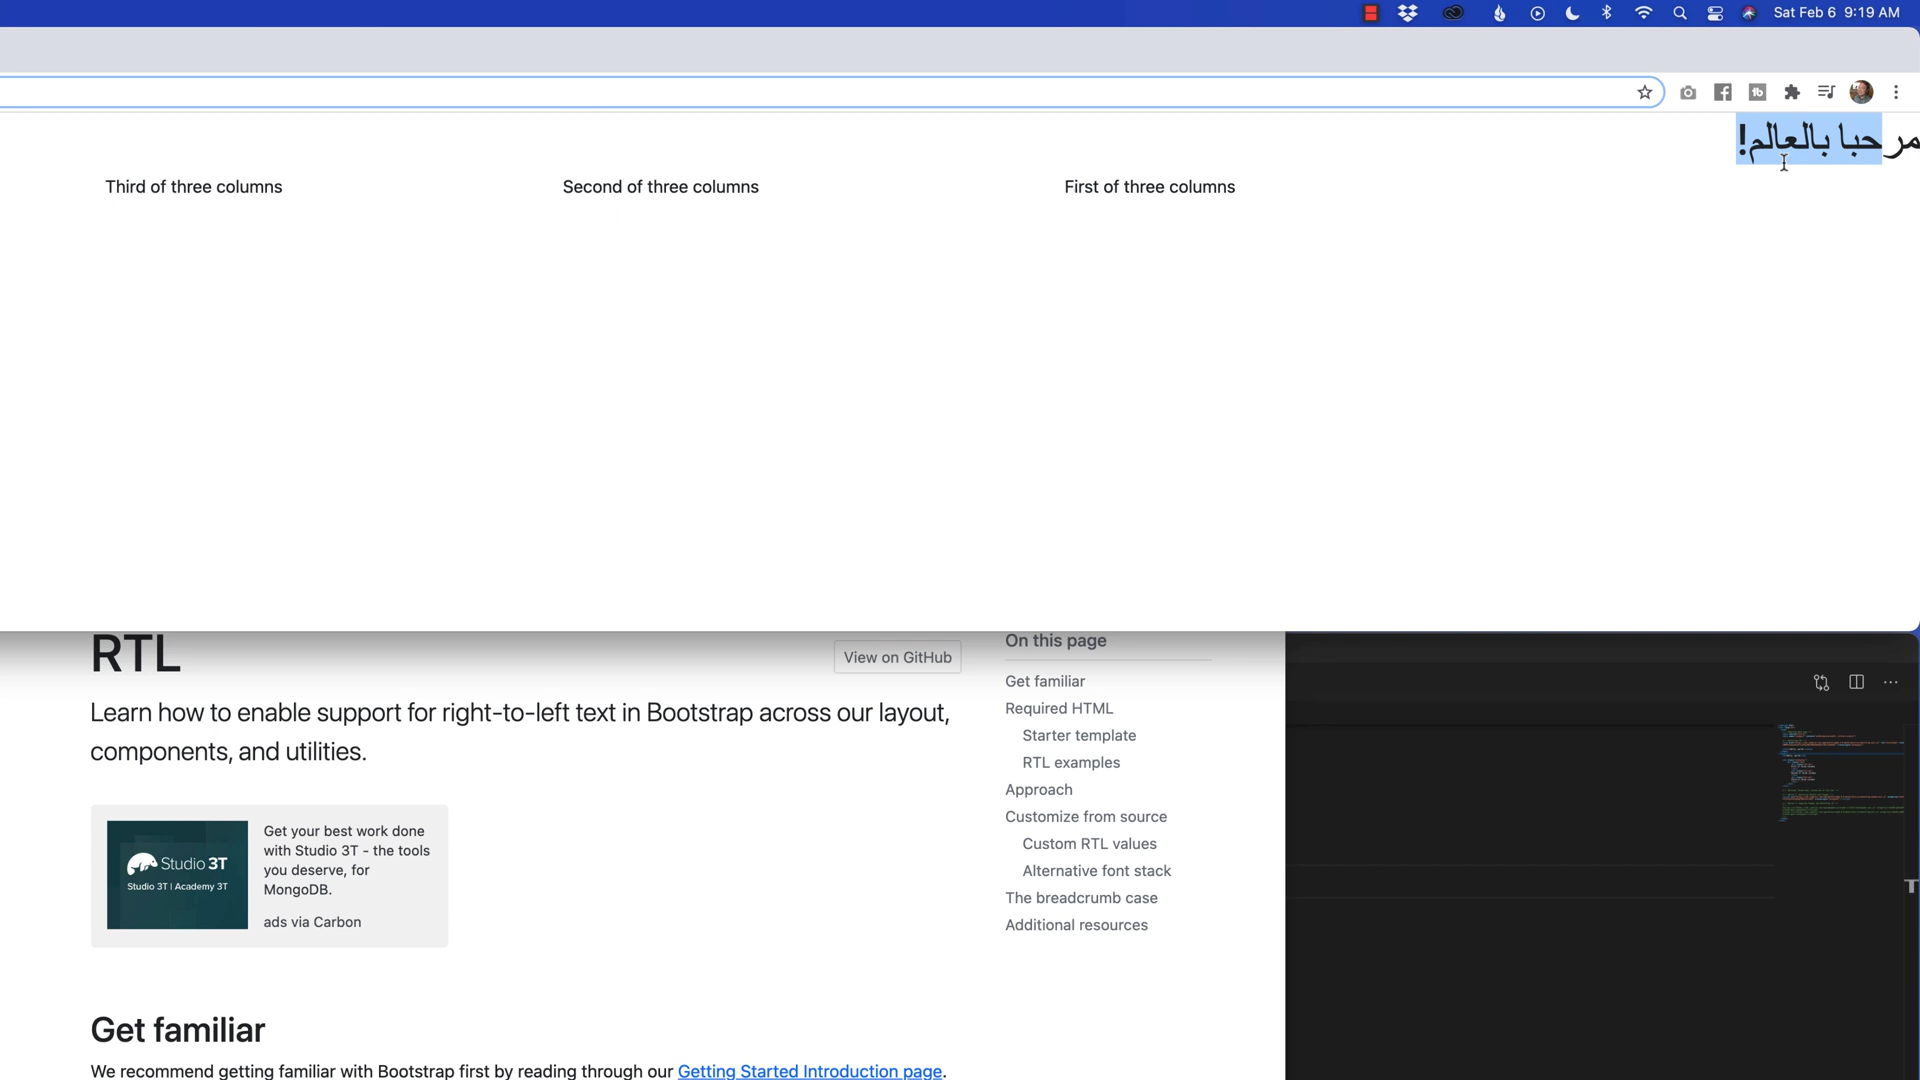 Sat Feb 6 9:19 AM
مرحبا بالعالم!
Third of three columns
Second of three columns
First of three columns
RTL
View on GitHub
Learn how to enable support for right-to-left text in Bootstrap across our layout,
components, and utilities.
Studio 3T
Studio 3T | Academy 3T
Get your best work done
with Studio 3T - the tools
you deserve, for
MongoDB.
ads via Carbon
On this page
Get familiar
Required HTML
Starter template
RTL examples
Approach
Customize from source
Custom RTL values
Alternative font stack
The breadcrumb case
Additional resources
Get familiar
We recommend getting familiar with Bootstrap first by reading through our Getting Started Introduction page.